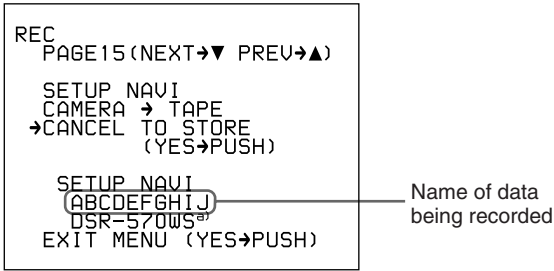 REC
PAGE15(NEXT→▼ PREV→▲)
SETUP NAVI
CAMERA → TAPE
→CANCEL TO STORE
(YES→PUSH)
SETUP NAVI
ABCDEFGHIJ
DSR-570WSa)
EXIT MENU (YES→PUSH)
Name of data
being recorded